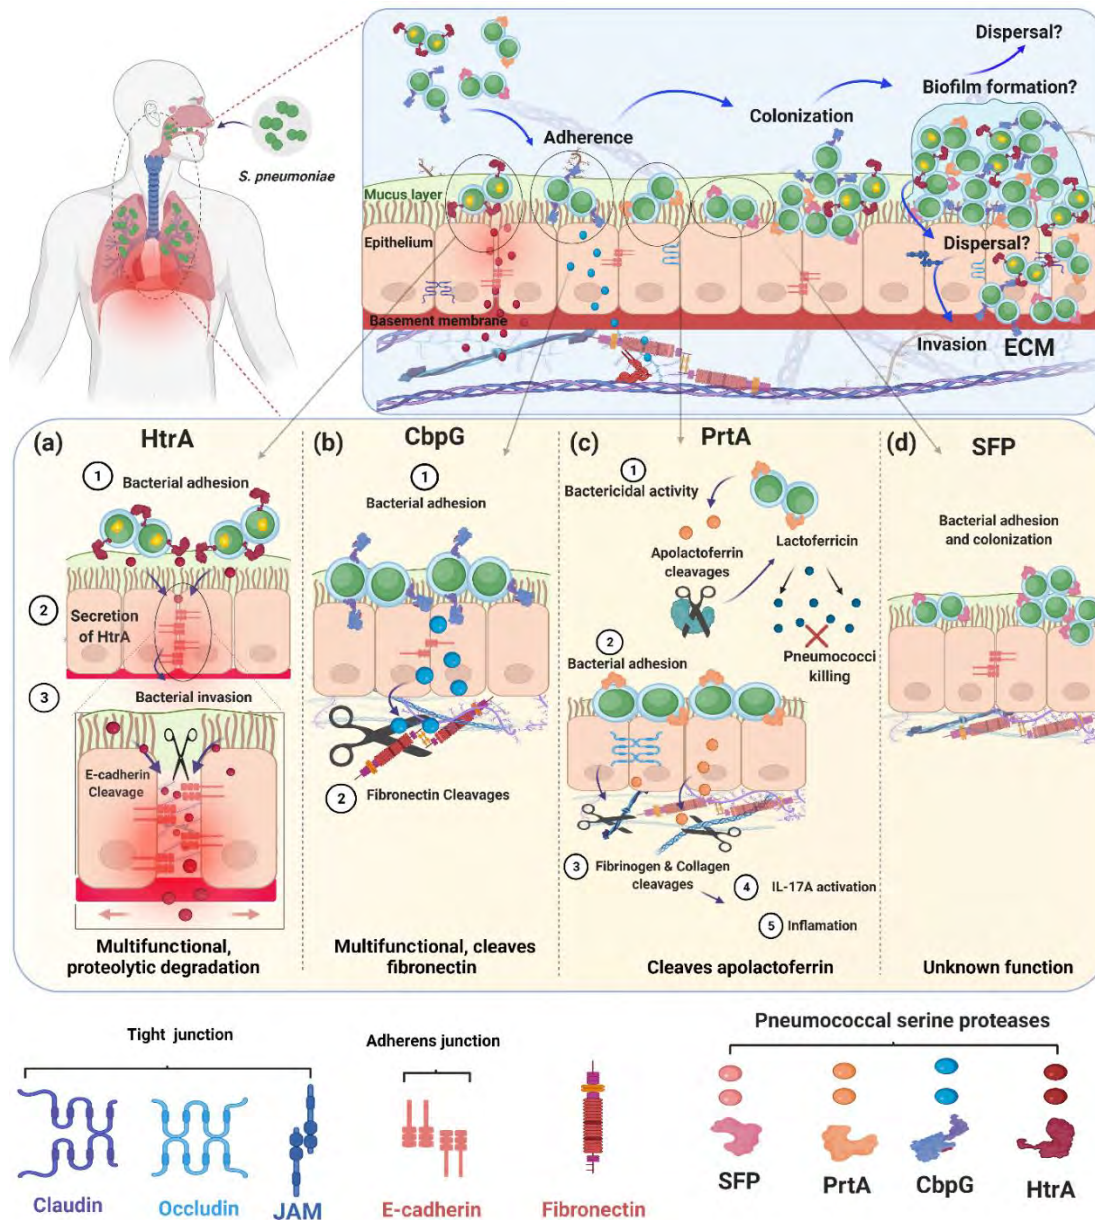 S. pneumoniae
Dispersal?
Biofilm formation?
Colonization
Adherence
Mucus layer
Epithelium
Dispersal?
Basement membrane
Invasion
ECM
(a)
HtrA
1
Bacterial adhesion
2
Secretion
of HtrA
3
Bacterial invasion
E-cadherin
Cleavage
Multifunctional,
proteolytic degradation
(b)
CbpG
1
Bacterial adhesion
2
Fibronectin Cleavages
Multifunctional, cleaves
fibronectin
(c)
PrtA
1
Bactericidal activity
Apolactoferrin
cleavages
Lactoferricin
Pneumococci
killing
2
Bacterial adhesion
3
Fibrinogen & Collagen
cleavages
4
IL-17A activation
5
Inflamation
Cleaves apolactoferrin
(d)
SFP
Bacterial adhesion
and colonization
Unknown function
Tight junction
Claudin
Occludin
JAM
Adherens junction
E-cadherin
Fibronectin
Pneumococcal serine proteases
SFP
PrtA
CbpG
HtrA